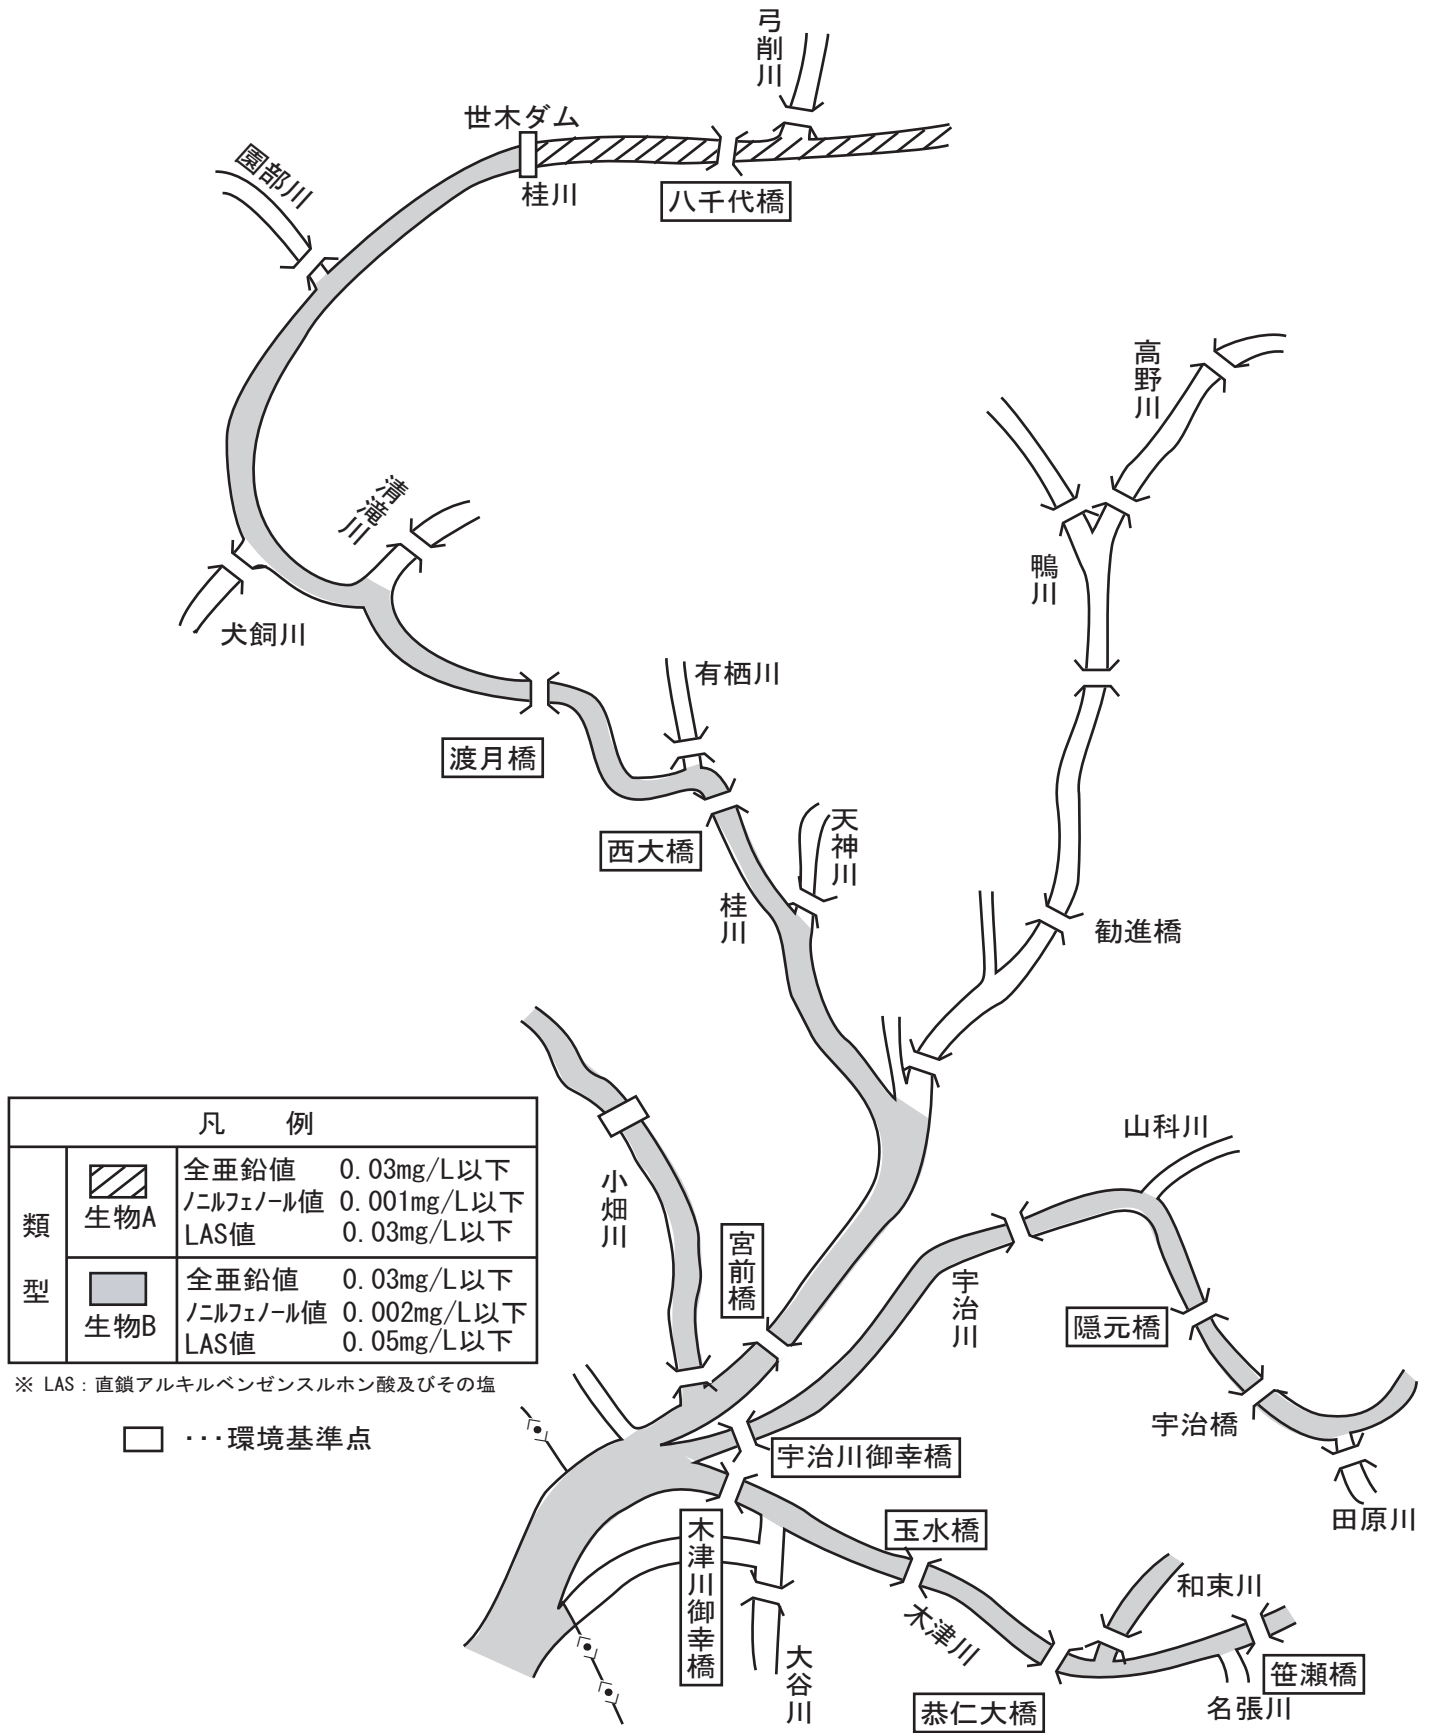 弓削川
世木ダム
園部川
桂川
八千代橋
高野川
清滝川
鴨川
犬飼川
有栖川
渡月橋
天神川
西大橋
桂川
勧進橋
凡　例
山科川
類型
生物A
全亜鉛値 0.03mg/L以下
ﾉﾆﾙﾌｪﾉｰﾙ値 0.001mg/L以下
LAS値 0.03mg/L以下
小畑川
宮前橋
宇治川
生物B
全亜鉛値 0.03mg/L以下
ﾉﾆﾙﾌｪﾉｰﾙ値 0.002mg/L以下
LAS値 0.05mg/L以下
隠元橋
※ LAS：直鎖アルキルベンゼンスルホン酸及びその塩
宇治橋
･･･環境基準点
宇治川御幸橋
田原川
木津川御幸橋
玉水橋
和束川
木津川
大谷川
笹瀬橋
名張川
恭仁大橋